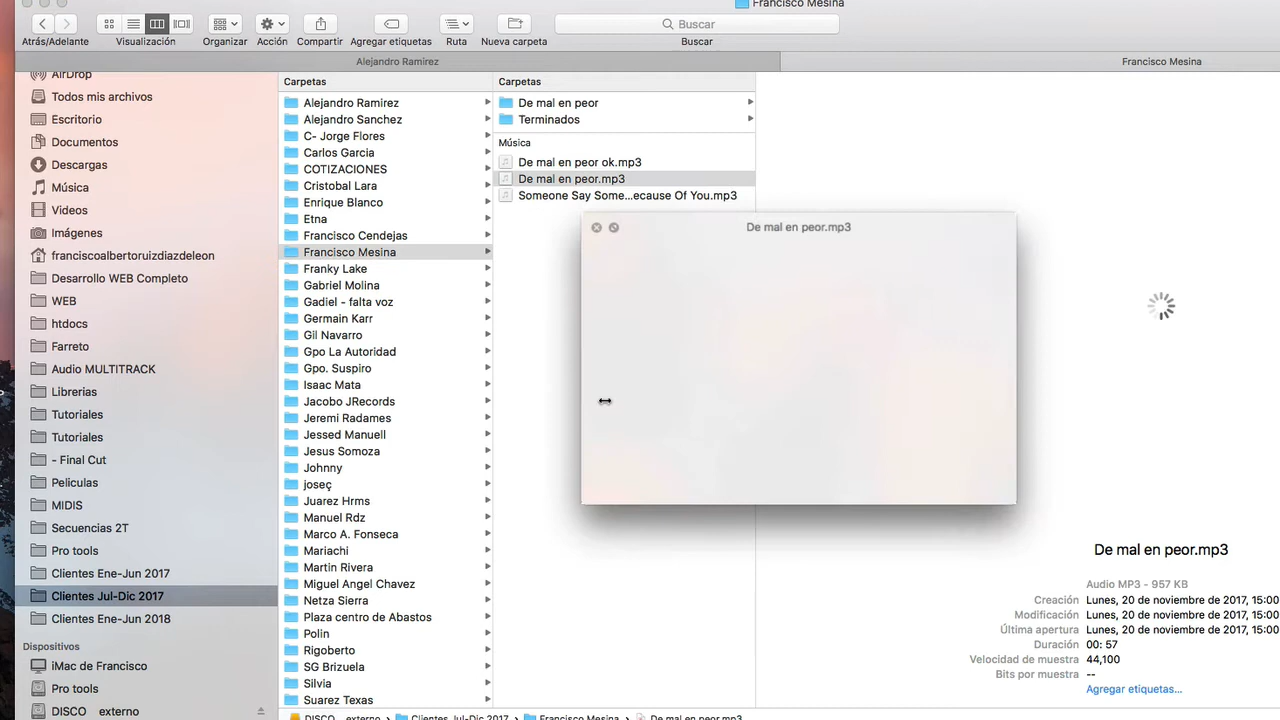 Francisco Mesina
Buscar
Atrás/Adelante
Visualización
Organizar
Acción
Compartir
Agregar etiquetas
Ruta
Nueva carpeta
Buscar
Alejandro Ramirez
Francisco Mesina
AirDrop
Todos mis archivos
Escritorio
Documentos
Descargas
Música
Videos
Imágenes
franciscoalbertoruizdiazdeleon
Desarrollo WEB Completo
WEB
htdocs
Farreto
Audio MULTITRACK
Librerias
Tutoriales
Tutoriales
- Final Cut
Peliculas
MIDIS
Secuencias 2T
Pro tools
Clientes Ene-Jun 2017
Clientes Jul-Dic 2017
Clientes Ene-Jun 2018
Dispositivos
iMac de Francisco
Pro tools
DISCO externo
Carpetas
Alejandro Ramirez
Alejandro Sanchez
C- Jorge Flores
Carlos Garcia
COTIZACIONES
Cristobal Lara
Enrique Blanco
Etna
Francisco Cendejas
Francisco Mesina
Franky Lake
Gabriel Molina
Gadiel - falta voz
Germain Karr
Gil Navarro
Gpo La Autoridad
Gpo. Suspiro
Isaac Mata
Jacobo JRecords
Jeremi Radames
Jessed Manuell
Jesus Somoza
Johnny
joseç
Juarez Hrms
Manuel Rdz
Marco A. Fonseca
Mariachi
Martin Rivera
Miguel Angel Chavez
Netza Sierra
Plaza centro de Abastos
Polin
Rigoberto
SG Brizuela
Silvia
Suarez Texas
Carpetas
De mal en peor
Terminados
Música
De mal en peor ok.mp3
De mal en peor.mp3
Someone Say Some...ecause Of You.mp3
De mal en peor.mp3
De mal en peor.mp3
Audio MP3 - 957 KB
Creación Lunes, 20 de noviembre de 2017, 15:00
Modificación Lunes, 20 de noviembre de 2017, 15:00
Última apertura Lunes, 20 de noviembre de 2017, 15:00
Duración 00: 57
Velocidad de muestra 44,100
Bits por muestra --
Agregar etiquetas...
DISCO externo Clientes Jul-Dic 2017 Francisco Mesina De mal en peor.mp3